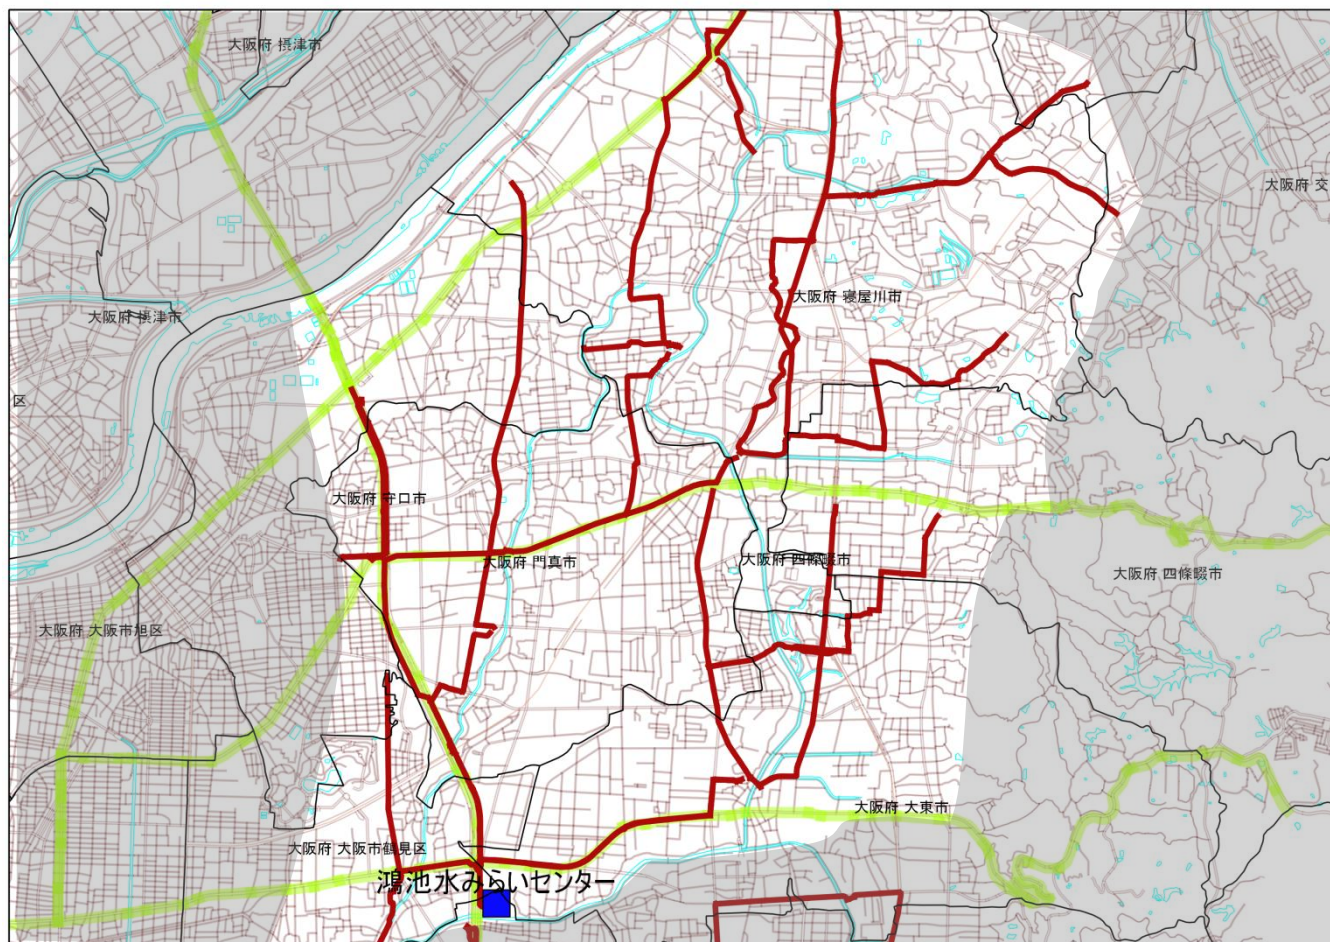 大阪府 摂津市
大阪府 交
大阪府 寝屋川市
大阪府 摂津市
区
大阪府 守口市
大阪府 門真市
大阪府 四條畷市
大阪府 四條畷市
大阪府 大阪市旭区
大阪府 大東市
大阪府 大阪市鶴見区
鴻池水みらいセンター